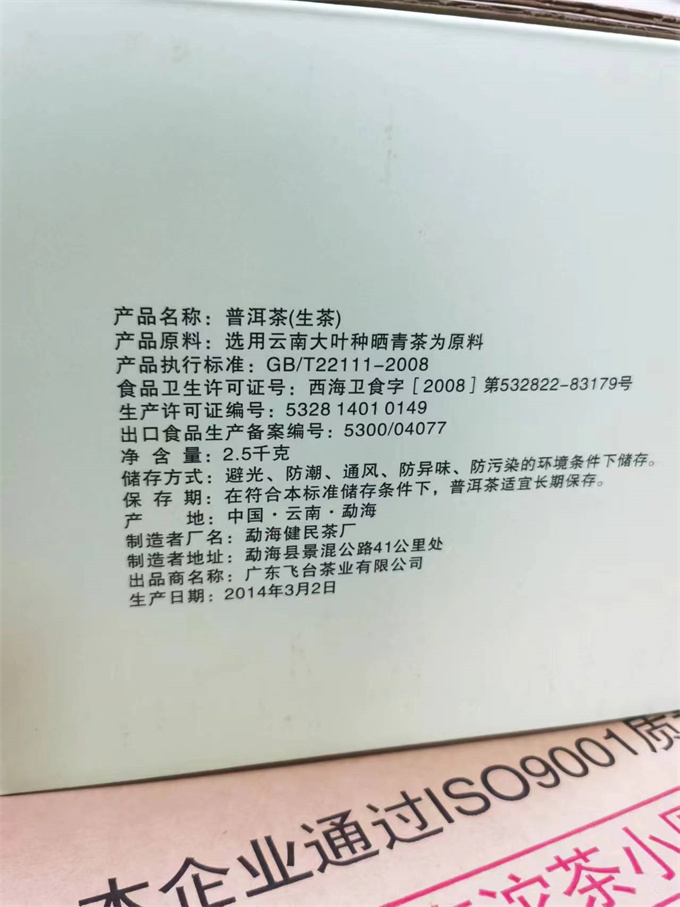 产品名称：普洱茶(生茶)
产品原料：选用云南大叶种晒青茶为原料
产品执行标准：GB/T22111-2008
食品卫生许可证号：西海卫食字［2008］第532822-83179号
生产许可证编号：5328 1401 0149
出口食品生产备案编号：5300/04077
净 含 量：2.5千克
储存方式：避光、防潮、通风、防异味、防污染的环境条件下储存。
保 存 期：在符合本标准储存条件下，普洱茶适宜长期保存。
产 地：中国·云南·勐海
制造者厂名：勐海健民茶厂
制造者地址：勐海县景混公路41公里处
出品商名称：广东飞台茶业有限公司
生产日期：2014年3月2日
本企业通过ISO9001质
沱茶小